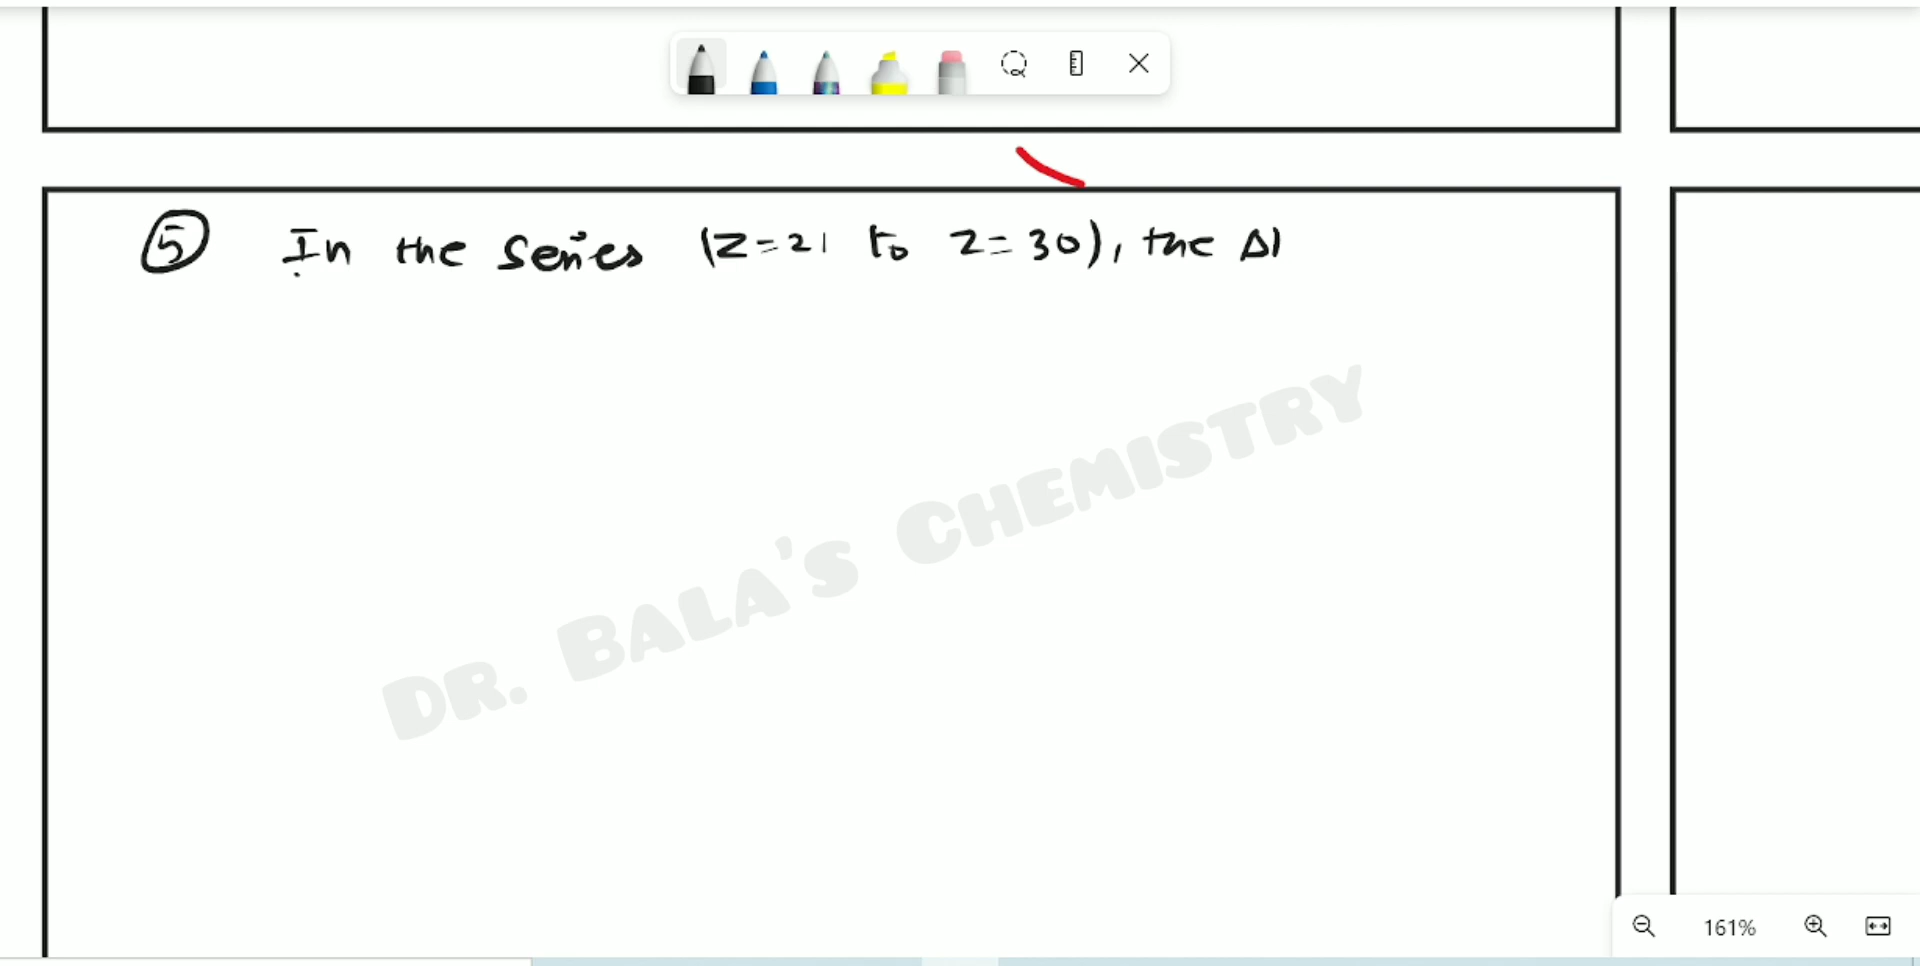 ⑤ In the series (Z=21 to Z=30), the Δ
DR. BALA'S CHEMISTRY
161%